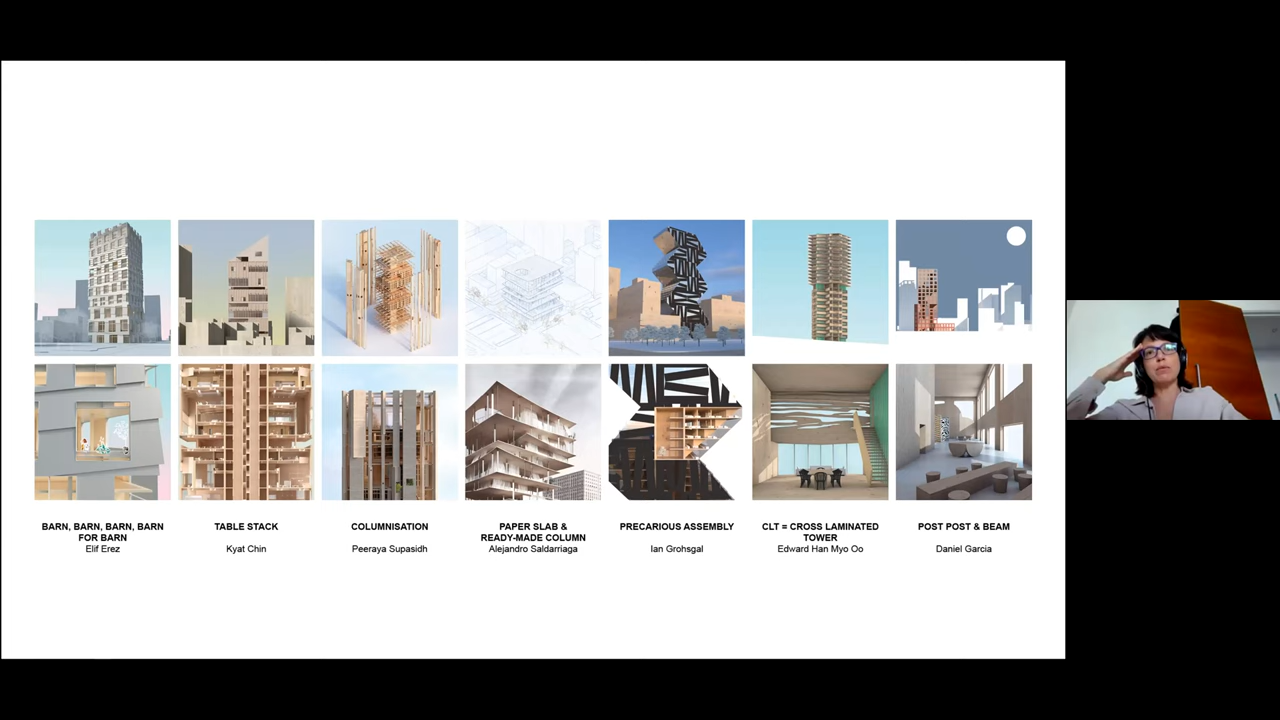 BARN, BARN, BARN, BARN
FOR BARN
Elif Erez
TABLE STACK
Kyat Chin
COLUMNISATION
Peeraya Supasidh
PAPER SLAB &
READY-MADE COLUMN
Alejandro Saldarriaga
PRECARIOUS ASSEMBLY
Ian Grohsgal
CLT = CROSS LAMINATED
TOWER
Edward Han Myo Oo
POST POST & BEAM
Daniel Garcia